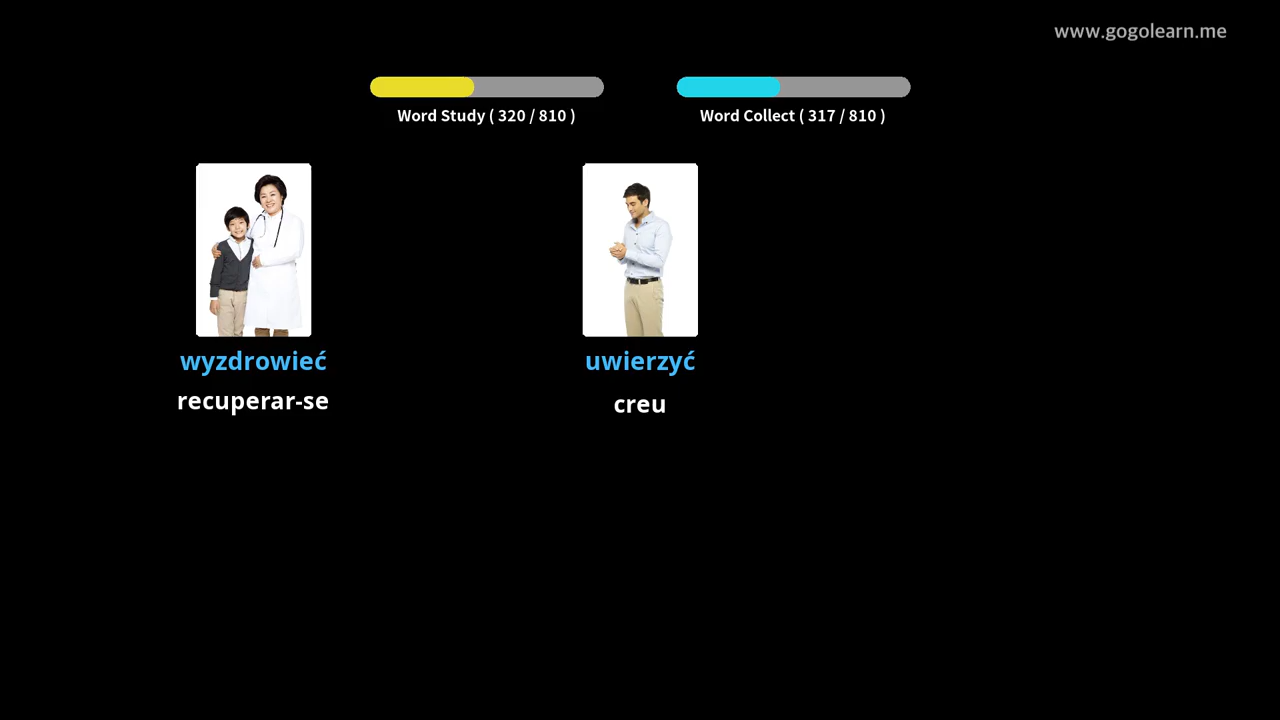 www.gogolearn.me
Word Study ( 320 / 810 )
Word Collect ( 317 / 810 )
wyzdrowieć
recuperar-se
uwierzyć
creu